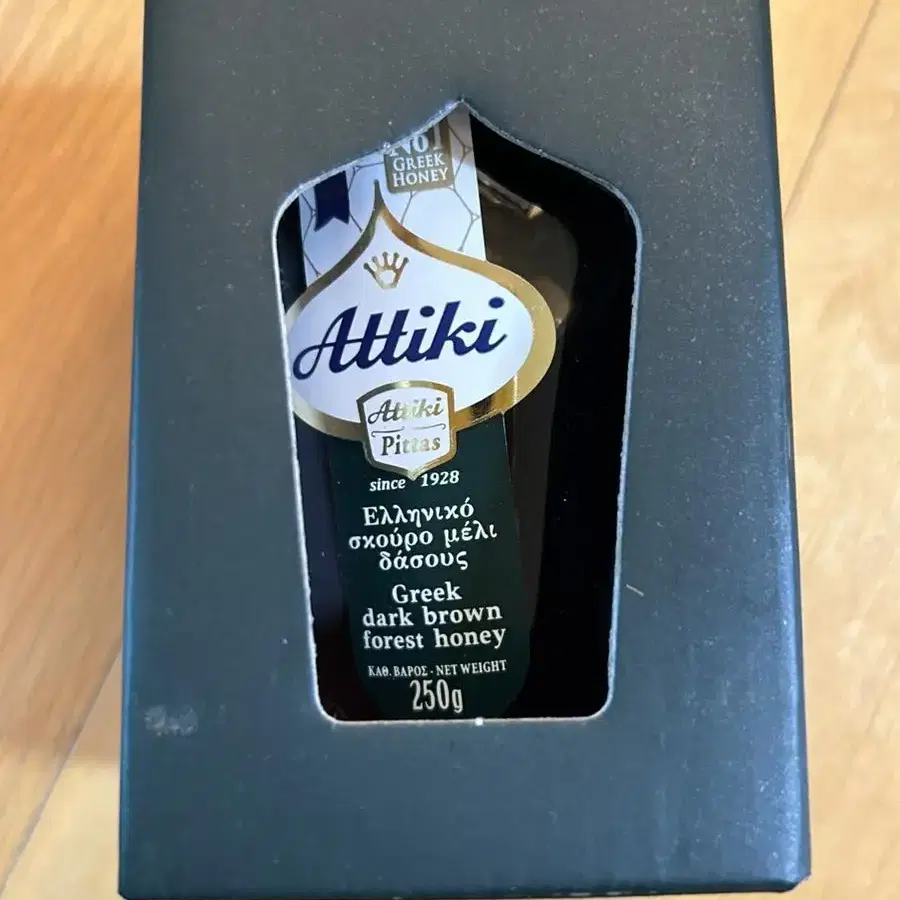 No1
GREEK
HONEY
Attiki
Attiki
Pittas
since 1928
Ελληνικό
σκούρο μέλι
δάσους
Greek
dark brown
forest honey
ΚΑΘ. ΒΑΡΟΣ · NET WEIGHT
250g